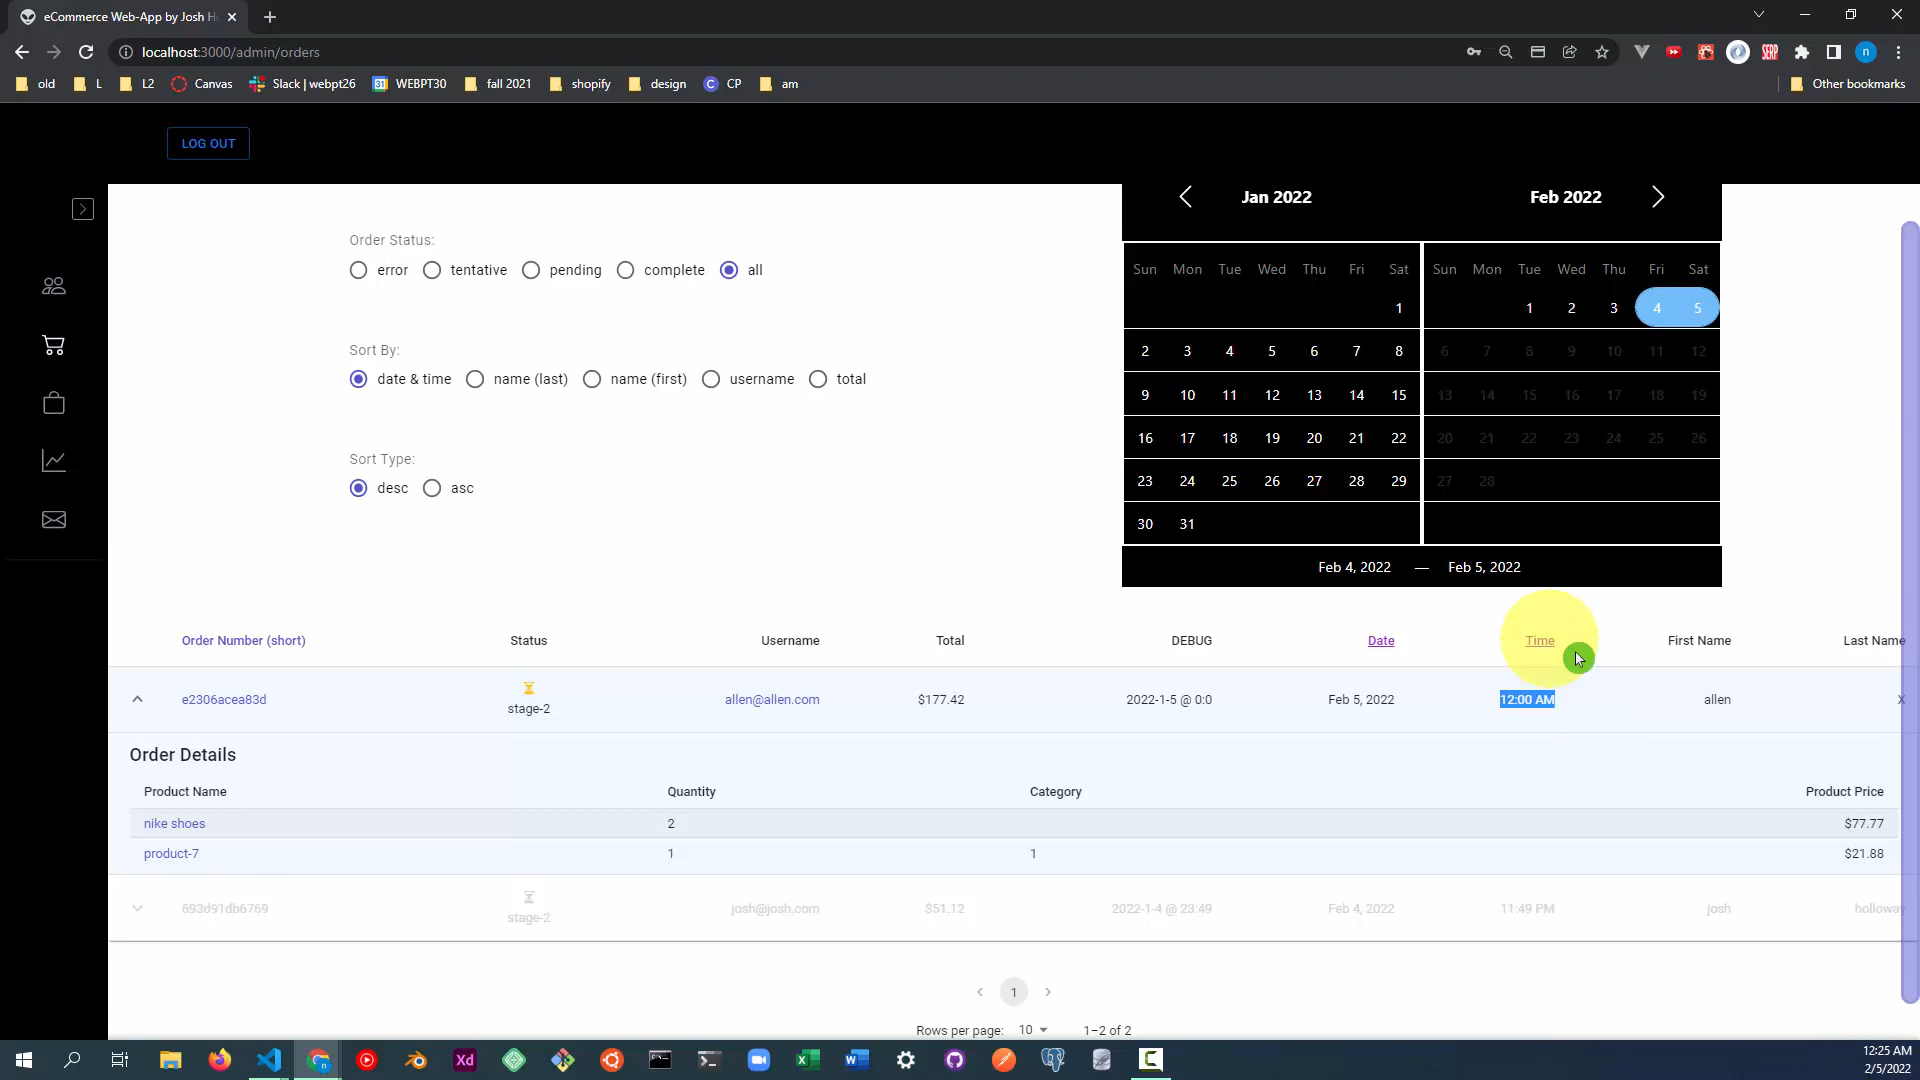 eCommerce Web-App by Josh H
localhost:3000/admin/orders
old L L2 Canvas Slack | webpt26 WEBPT30 fall 2021 shopify design CP am Other bookmarks
LOG OUT
Jan 2022 Feb 2022
Order Status:
error tentative pending complete all
Sun Mon Tue Wed Thu Fri Sat Sun Mon Tue Wed Thu Fri Sat
1 1 2 3 4 5
2 3 4 5 6 7 8 6 7 8 9 10 11 12
9 10 11 12 13 14 15 13 14 15 16 17 18 19
16 17 18 19 20 21 22 20 21 22 23 24 25 26
23 24 25 26 27 28 29 27 28
30 31
Sort By:
date & time name (last) name (first) username total
Sort Type:
desc asc
Feb 4, 2022 — Feb 5, 2022
Order Number (short) Status Username Total DEBUG Date Time First Name Last Name
e2306acea83d stage-2 allen@allen.com $177.42 2022-1-5 @ 0:0 Feb 5, 2022 12:00 AM allen X
Order Details
Product Name Quantity Category Product Price
nike shoes 2 $77.77
product-7 1 1 $21.88
693d91db6769 stage-2 josh@josh.com $51.12 2022-1-4 @ 23:49 Feb 4, 2022 11:49 PM josh holloway
1
Rows per page: 10 1–2 of 2
12:25 AM
2/5/2022